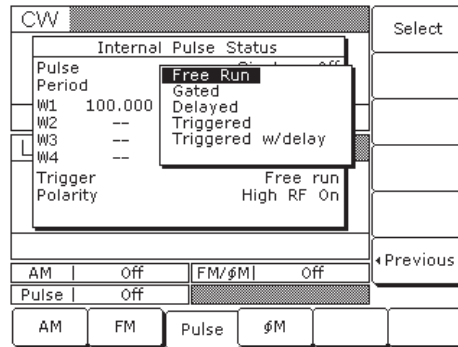 CW
Select
Internal Pulse Status
Pulse
Period
Free Run
Gated
Delayed
Triggered
Triggered w/delay
W1 100.000
W2 --
W3 --
W4 --
L
Trigger Free run
Polarity High RF On
Previous
AM Off FM/ϕM Off
Pulse Off
AM FM Pulse ϕM